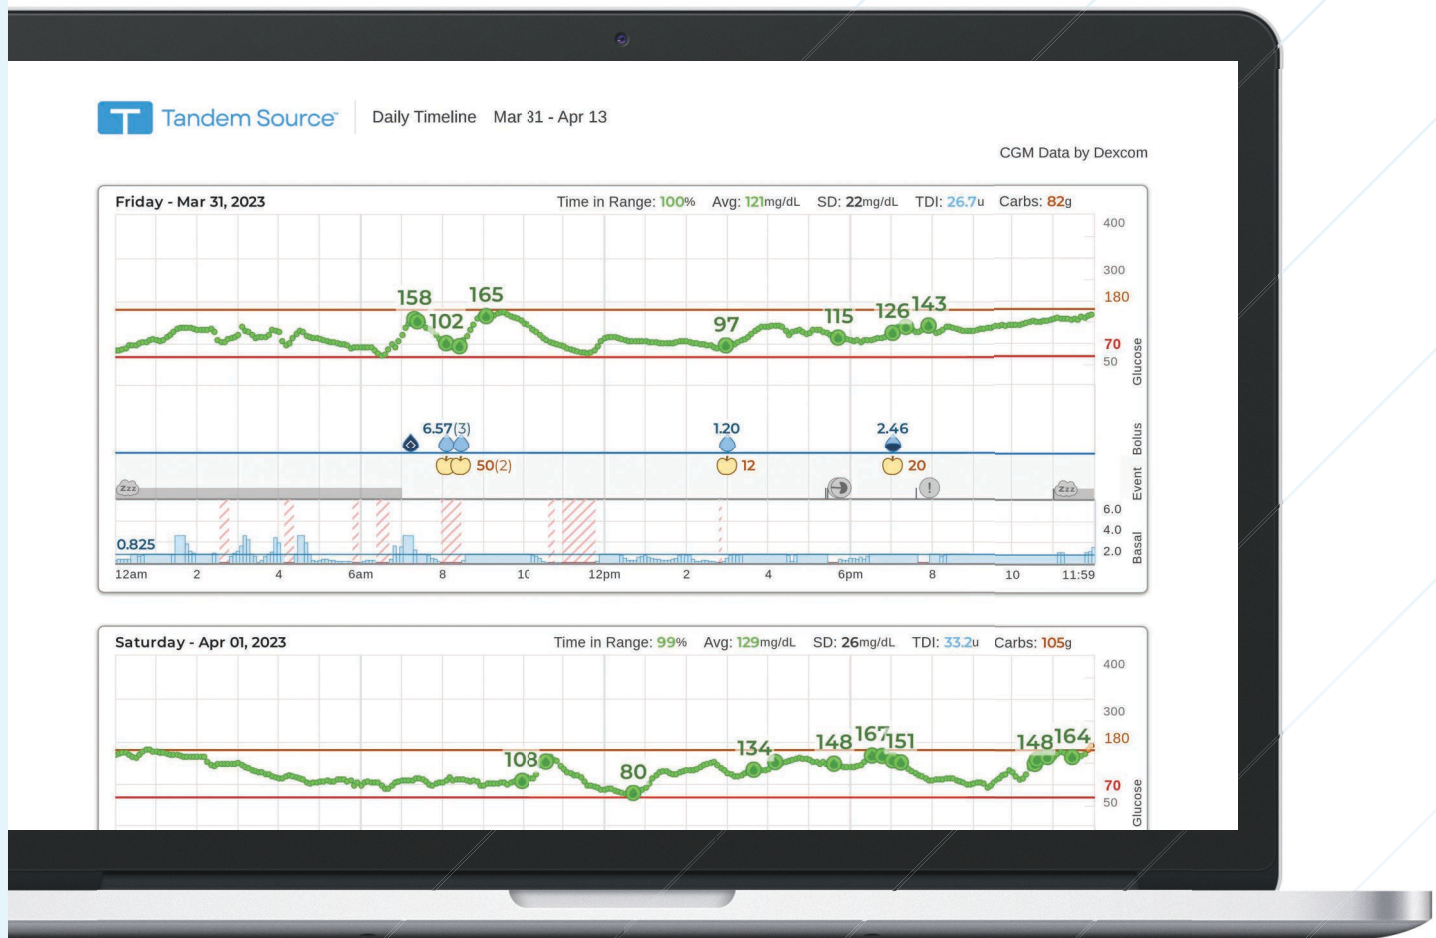 T Tandem Source™ Daily Timeline Mar 31 - Apr 13
CGM Data by Dexcom
Friday - Mar 31, 2023 Time in Range: 100% Avg: 121mg/dL SD: 22mg/dL TDI: 26.7u Carbs: 82g
400
300
180
158 102 165 97 115 126 143
70
50
Glucose
6.57(3) 1.20 2.46
Bolus
50(2) 12 20
zzz ! zzz
Event
6.0
4.0
0.825
2.0
Basal
12am 2 4 6am 8 10 12pm 2 4 6pm 8 10 11:59
Saturday - Apr 01, 2023 Time in Range: 99% Avg: 129mg/dL SD: 26mg/dL TDI: 33.2u Carbs: 105g
400
300
180
108 80 134 148 167 151 148 164
70
50
Glucose